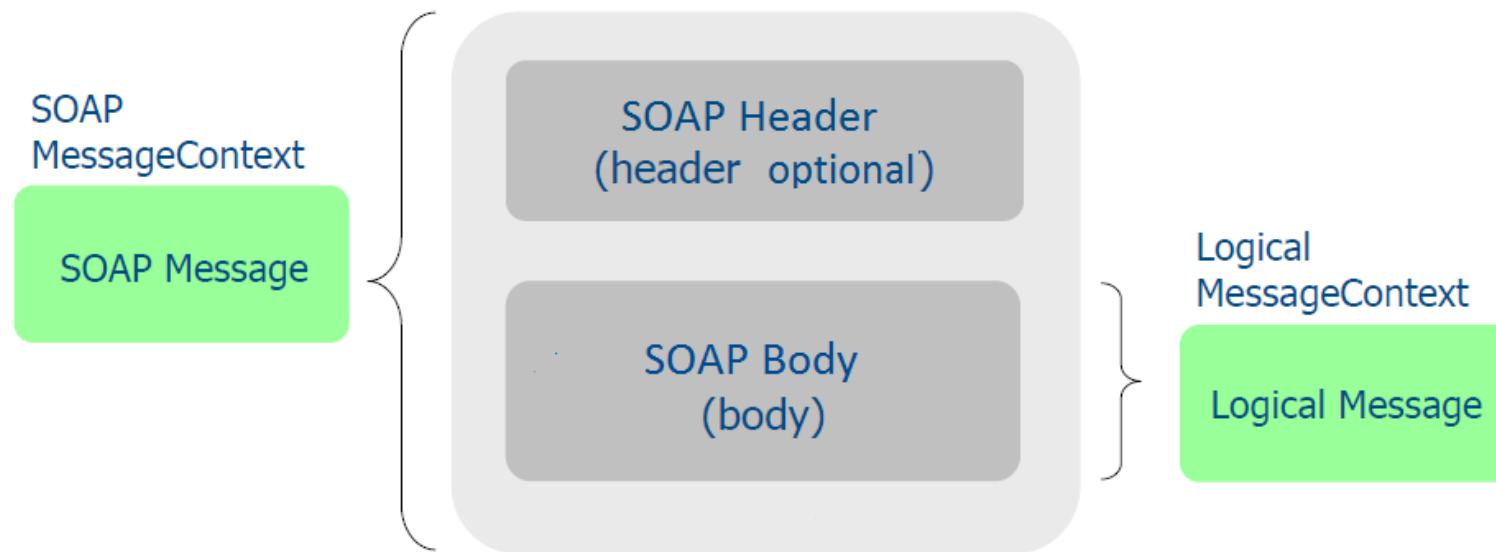 SOAP
MessageContext
SOAP Message
SOAP Header
(header optional)
SOAP Body
(body)
Logical
MessageContext
Logical Message